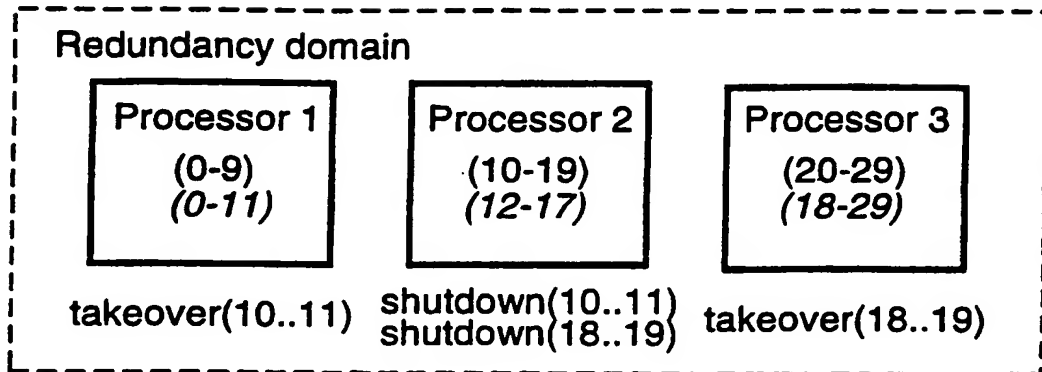 Redundancy domain
Processor 1
(0-9)
(0-11)
Processor 2
(10-19)
(12-17)
Processor 3
(20-29)
(18-29)
takeover(10..11)
shutdown(10..11)
shutdown(18..19)
takeover(18..19)